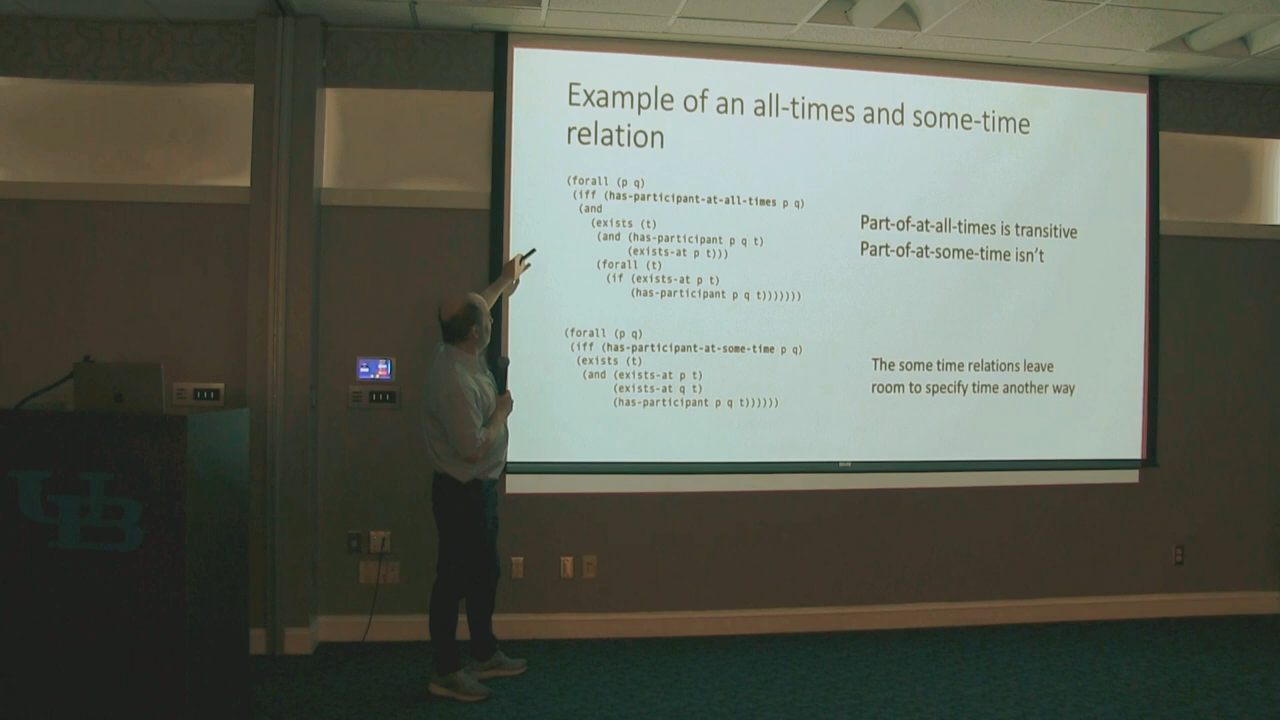 Example of an all-times and some-time
relation
(forall (p q)
(iff (has-participant-at-all-times p q)
(and
(exists (t)
(and (has-participant p q t)
(exists-at p t)))
(forall (t)
(if (exists-at p t)
(has-participant p q t)))))))
Part-of-at-all-times is transitive
Part-of-at-some-time isn't
(forall (p q)
(iff (has-participant-at-some-time p q)
(exists (t)
(and (exists-at p t)
(exists-at q t)
(has-participant p q t))))))
The some time relations leave
room to specify time another way
UB